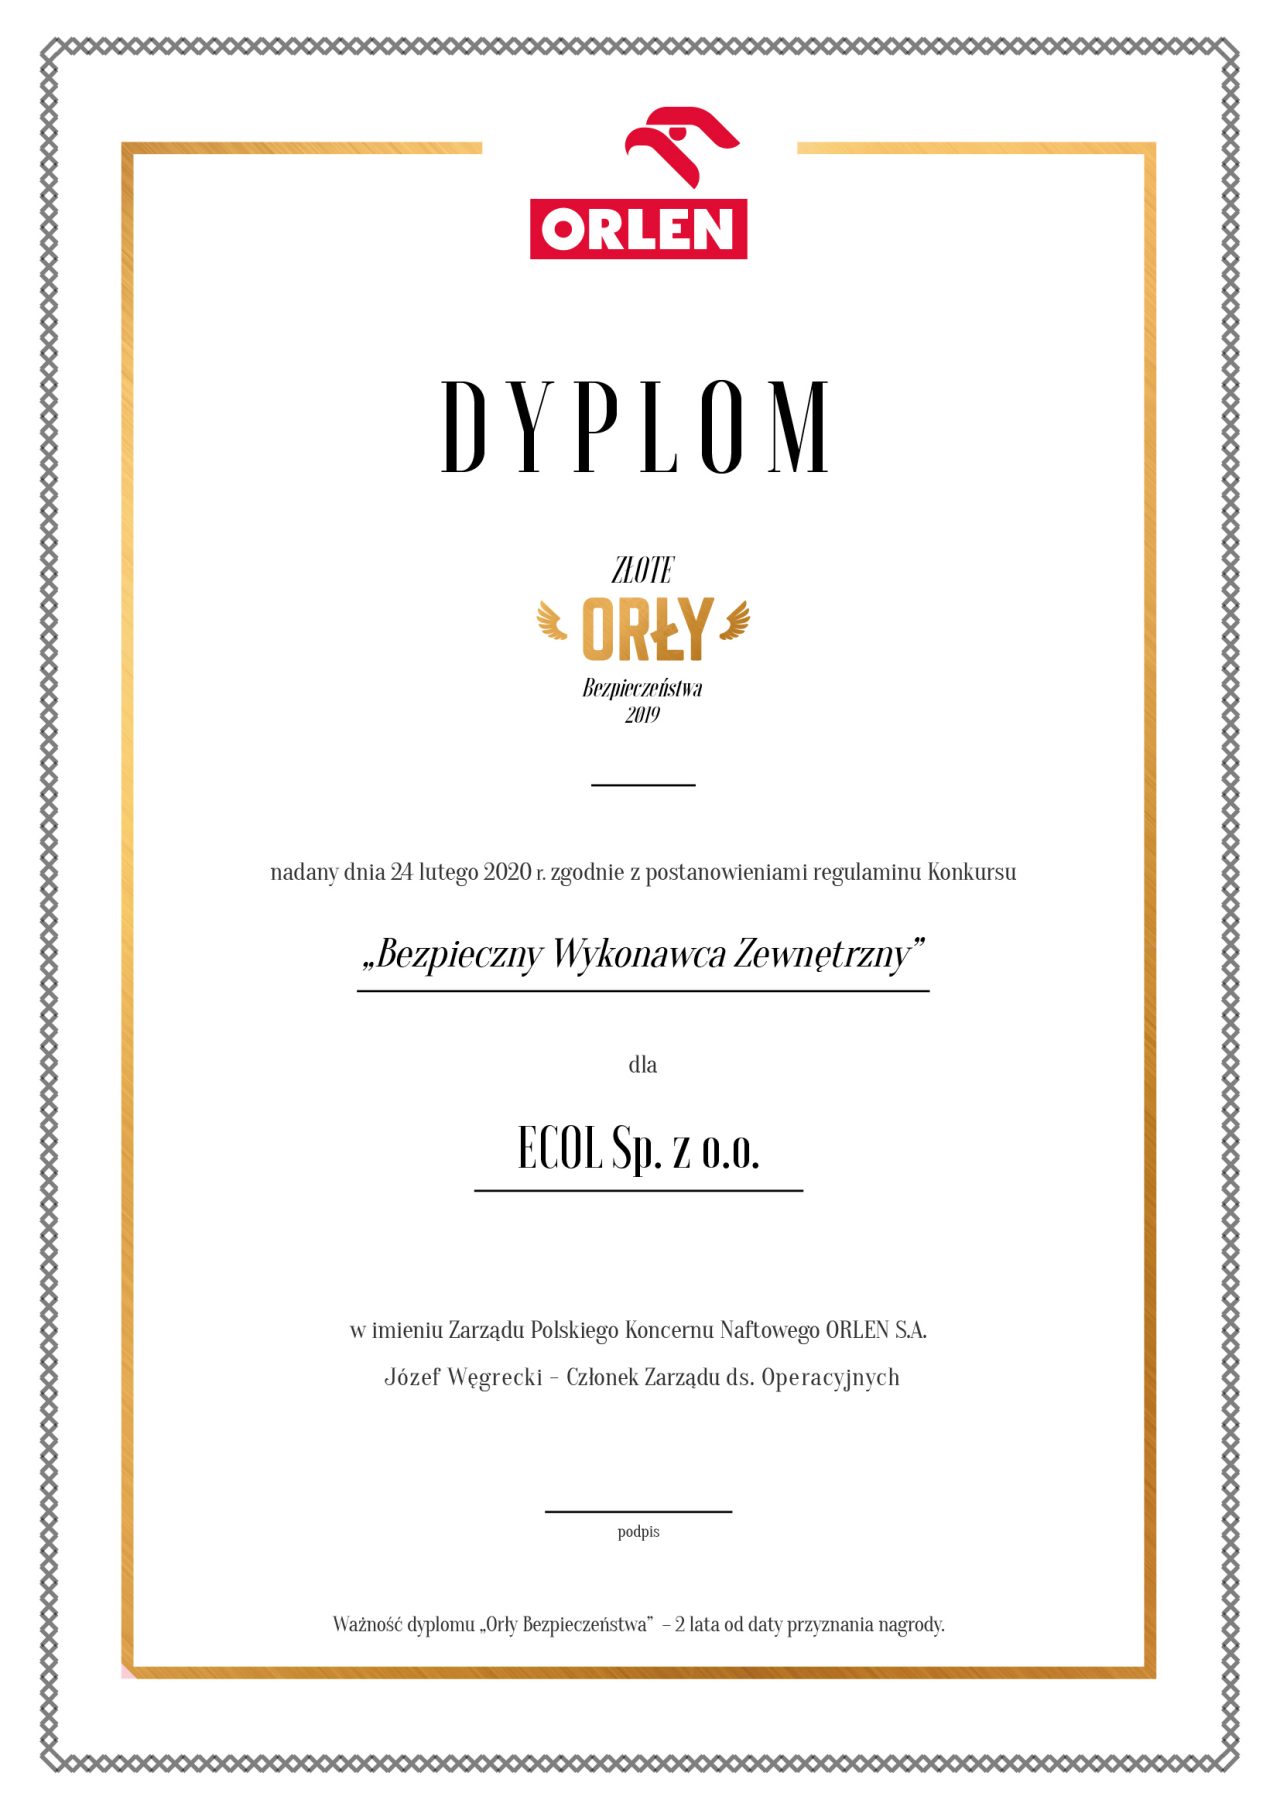 ORLEN
DYPLOM
ZŁOTE
ORŁY
Bezpieczeństwa
2019
nadany dnia 24 lutego 2020 r. zgodnie z postanowieniami regulaminu Konkursu
„Bezpieczny Wykonawca Zewnętrzny”
dla
ECOL Sp. z o.o.
w imieniu Zarządu Polskiego Koncernu Naftowego ORLEN S.A.
Józef Węgrecki – Członek Zarządu ds. Operacyjnych
podpis
Ważność dyplomu „Orły Bezpieczeństwa” – 2 lata od daty przyznania nagrody.